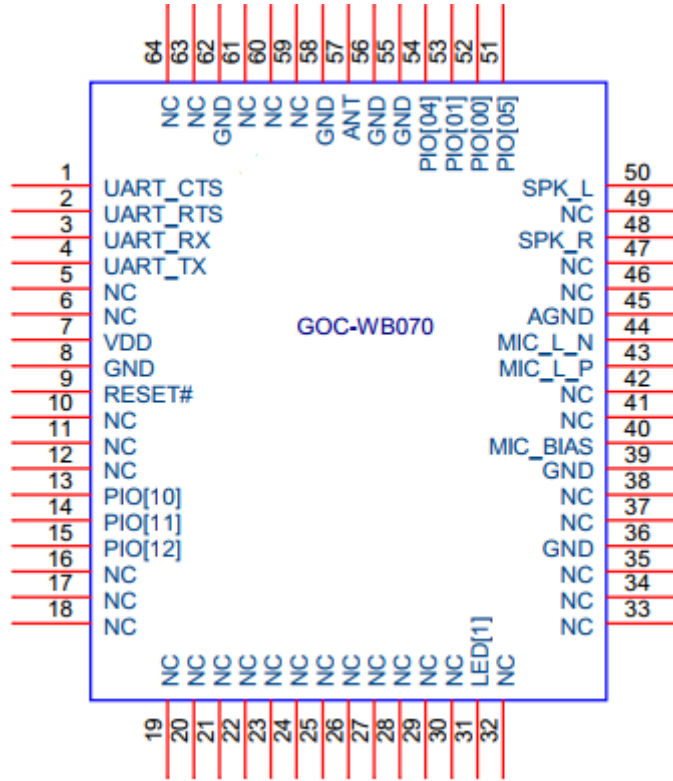 64 63 62 61 60 59 58 57 56 55 54 53 52 51
NC NC GND NC NC NC GND ANT GND GND PIO[04] PIO[01] PIO[00] PIO[05]
1 UART_CTS SPK_L 50
2 UART_RTS NC 49
3 UART_RX SPK_R 48
4 UART_TX NC 47
5 NC NC 46
6 NC AGND 45
GOC-WB070
7 VDD MIC_L_N 44
8 GND MIC_L_P 43
9 RESET# NC 42
10 NC NC 41
11 NC MIC_BIAS 40
12 NC GND 39
13 PIO[10] NC 38
14 PIO[11] NC 37
15 PIO[12] GND 36
16 NC NC 35
17 NC NC 34
18 NC NC 33
NC NC NC NC NC NC NC NC NC NC NC NC LED[1] NC
19 20 21 22 23 24 25 26 27 28 29 30 31 32